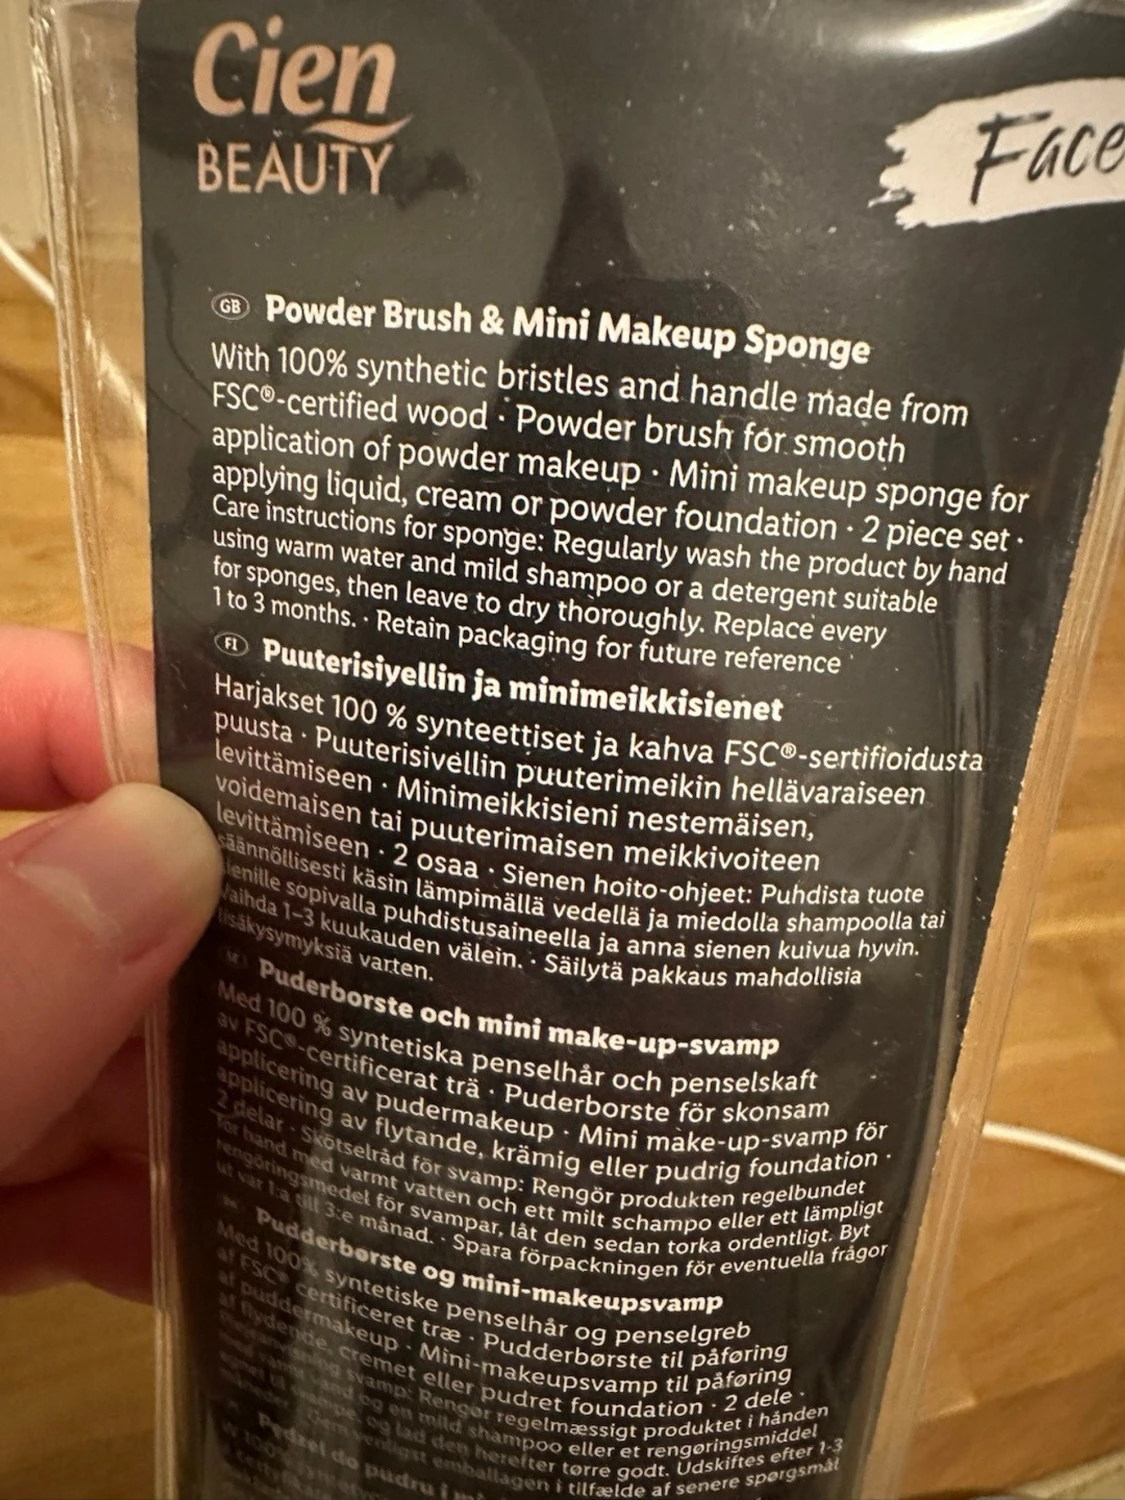 Cien
BEAUTY
Face
GB Powder Brush & Mini Makeup Sponge
With 100% synthetic bristles and handle made from
FSC®-certified wood · Powder brush for smooth
application of powder makeup · Mini makeup sponge for
applying liquid, cream or powder foundation · 2 piece set ·
Care instructions for sponge: Regularly wash the product by hand
using warm water and mild shampoo or a detergent suitable
for sponges, then leave to dry thoroughly. Replace every
1 to 3 months. · Retain packaging for future reference
FI Puuterisiyellin ja minimeikkisienet
Harjakset 100 % synteettiset ja kahva FSC®-sertifioidusta
puusta · Puuterisivellin puuterimeikin hellävaraiseen
levittämiseen · Minimeikkisieni nestemäisen,
voidemaisen tai puuterimaisen meikkivoiteen
levittämiseen · 2 osaa · Sienen hoito-ohjeet: Puhdista tuote
säännöllisesti käsin lämpimällä vedellä ja miedolla shampoolla tai
sienille sopivalla puhdistusaineella ja anna sienen kuivua hyvin.
Vaihda 1–3 kuukauden välein. · Säilytä pakkaus mahdollisia
lisäkysymyksiä varten.
Puderborste och mini make-up-svamp
Med 100 % syntetiska penselhår och penselskaft
av FSC®-certificerat trä · Puderborste för skonsam
applicering av pudermakeup · Mini make-up-svamp för
applicering av flytande, krämig eller pudrig foundation ·
2 delar · Skötselråd för svamp: Rengör produkten regelbundet
för hand med varmt vatten och ett milt schampo eller ett lämpligt
rengöringsmedel för svampar, låt den sedan torka ordentligt. Byt
ut var 1:a till 3:e månad. · Spara förpackningen för eventuella frågor
Pudderbørste og mini-makeupsvamp
Med 100% syntetiske penselhår og penselgreb
af FSC® certificeret træ · Pudderbørste til påføring
af puddermakeup · Mini-makeupsvamp til påføring
af flydende, cremet eller pudret foundation · 2 dele ·
svamp: Rengør regelmæssigt produktet i hånden
vand og en mild shampoo eller et rengøringsmiddel
til svampe, og lad den herefter tørre godt. Udskiftes efter 1-3
måneder. · Gem venligst emballagen i tilfælde af senere spørgsmål
Pędzel do pudru i